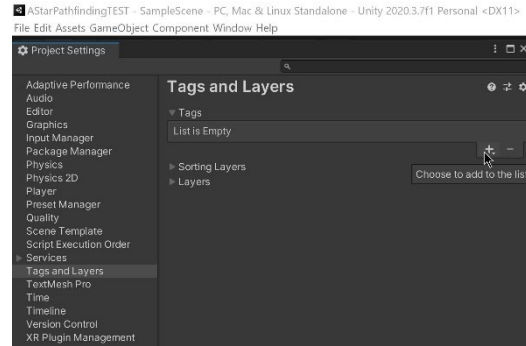 AStarPathfindingTEST - SampleScene - PC, Mac & Linux Standalone - Unity 2020.3.7f1 Personal <DX11>
File Edit Assets GameObject Component Window Help
Project Settings
Adaptive Performance
Audio
Editor
Graphics
Input Manager
Package Manager
Physics
Physics 2D
Player
Preset Manager
Quality
Scene Template
Script Execution Order
Services
Tags and Layers
TextMesh Pro
Time
Timeline
Version Control
XR Plugin Management
Tags and Layers
Tags
List is Empty
Sorting Layers
Layers
Choose to add to the list